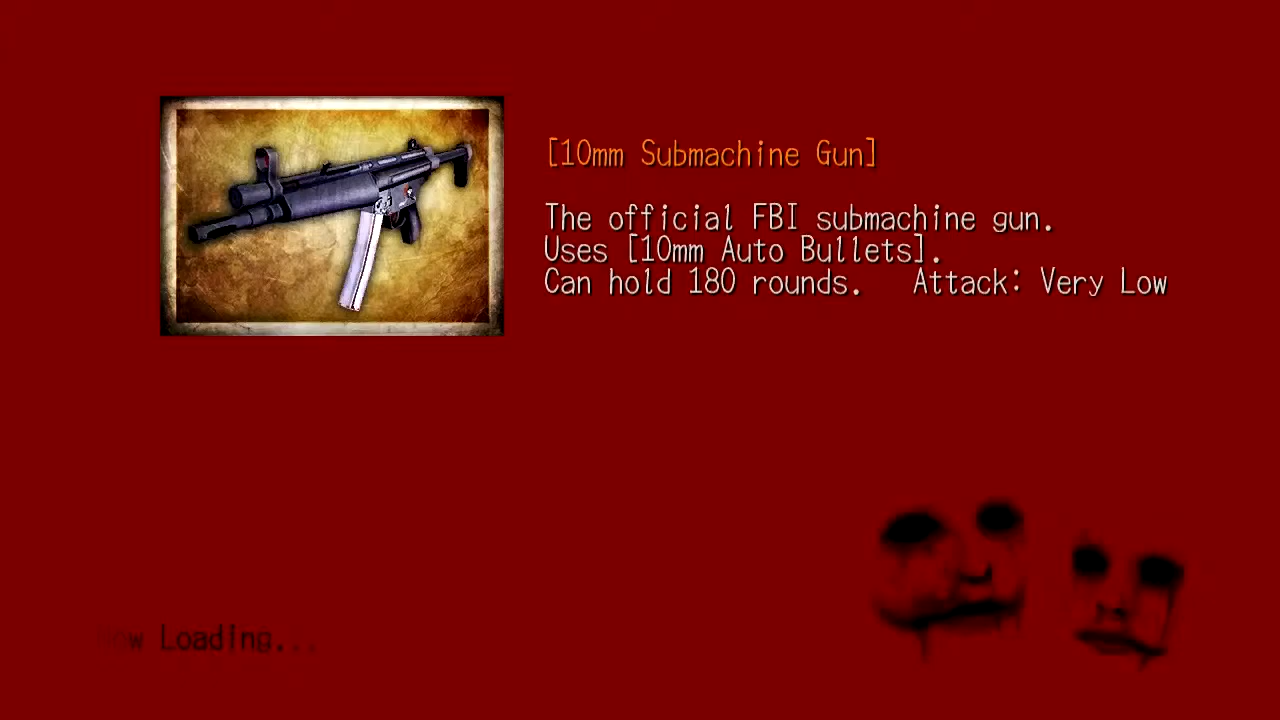 [10mm Submachine Gun]
The official FBI submachine gun.
Uses [10mm Auto Bullets].
Can hold 180 rounds.   Attack: Very Low
Now Loading...